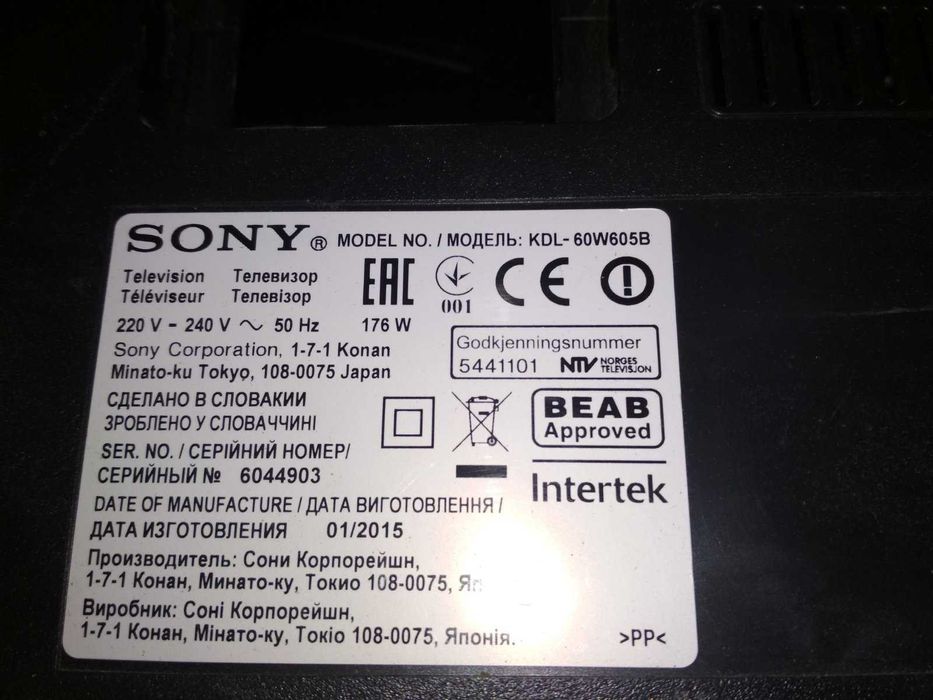 SONY® MODEL NO. / МОДЕЛЬ: KDL- 60W605B
Television Телевизор
Téléviseur Телевізор
EAC
001
CE
220 V - 240 V ~ 50 Hz 176 W
Sony Corporation, 1-7-1 Konan
Minato-ku Tokyo, 108-0075 Japan
Godkjenningsnummer
5441101 NTV NORGES
TELEVISJON
СДЕЛАНО В СЛОВАКИИ
ЗРОБЛЕНО У СЛОВАЧЧИНІ
BEAB
Approved
SER. NO. / СЕРІЙНИЙ НОМЕР/
СЕРИЙНЫЙ № 6044903
Intertek
DATE OF MANUFACTURE / ДАТА ВИГОТОВЛЕННЯ /
ДАТА ИЗГОТОВЛЕНИЯ 01/2015
Производитель: Сони Корпорейшн,
1-7-1 Конан, Минато-ку, Токио 108-0075,
Виробник: Соні Корпорейшн,
1-7-1 Конан, Мінато-ку, Токіо 108-0075, Японія.
>PP<